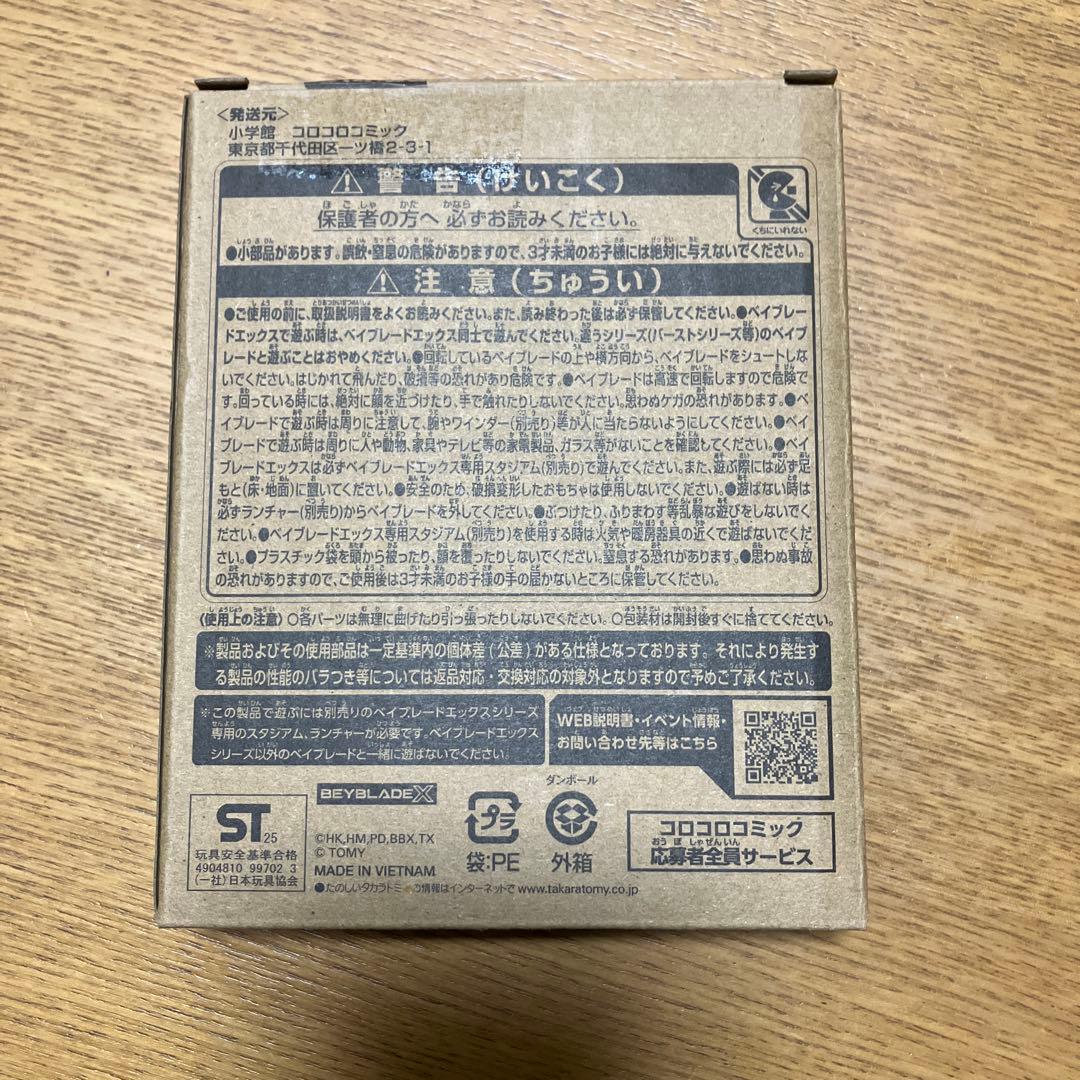 〈発送元〉
小学館 コロコロコミック
東京都千代田区一ツ橋2-3-1
⚠警 告(けいこく)
保護者の方へ 必ずお読みください。
くちにいれない
●小部品があります。誤飲・窒息の危険がありますので、3才未満のお子様には絶対に与えないでください。
⚠注 意(ちゅうい)
●ご使用の前に、取扱説明書をよくお読みください。また、読み終わった後は必ず保管してください。●ベイブレー
ドエックスで遊ぶ時は、ベイブレードエックス同士で遊んでください。違うシリーズ(バーストシリーズ等)のベイブ
レードと遊ぶことはおやめください。●回転しているベイブレードの上や横方向から、ベイブレードをシュートしな
いでください。はじかれて飛んだり、破損等の恐れがあり危険です。●ベイブレードは高速で回転しますので危険で
す。回っている時には、絶対に顔を近づけたり、手で触れたりしないでください。思わぬケガの恐れがあります。●ベ
イブレードで遊ぶ時は周りに注意して、腕やワインダー(別売り)等が人に当たらないようにしてください。●ベイブ
レードで遊ぶ時は周りに人や動物、家具やテレビ等の家電製品、ガラス等がないことを確認してください。●ベイ
ブレードエックスは必ずベイブレードエックス専用スタジアム(別売り)で遊んでください。また、遊ぶ際には必ず足
もと(床・地面)に置いてください。●安全のため、破損変形したおもちゃは使用しないでください。●遊ばない時は
必ずランチャー(別売り)からベイブレードを外してください。●ぶつけたり、ふりまわす等乱暴な遊びをしないでく
ださい。●ベイブレードエックス専用スタジアム(別売り)を使用する時は火気や暖房器具の近くで遊ばないでくだ
さい。●プラスチック袋を頭から被ったり、顔を覆ったりしないでください。窒息する恐れがあります。●思わぬ事故
の恐れがありますので、ご使用後は3才未満のお子様の手の届かないところに保管してください。
〈使用上の注意〉○各パーツは無理に曲げたり引っ張ったりしないでください。○包装材は開封後すぐに捨ててください。
※製品およびその使用部品は一定基準内の個体差(公差)がある仕様となっております。それにより発生す
る製品の性能のバラつき等については返品対応・交換対応の対象外となりますので予めご了承ください。
※この製品で遊ぶには別売りのベイブレードエックスシリーズ
専用のスタジアム、ランチャーが必要です。ベイブレードエックス
シリーズ以外のベイブレードと一緒に遊ばないでください。
WEB説明書・イベント情報・
お問い合わせ先等はこちら
ST 25
玩具安全基準合格
4904810 99702 3
(一社)日本玩具協会
BEYBLADE X
©HK,HM,PD,BBX,TX
© TOMY
MADE IN VIETNAM
●たのしいタカラトミーの情報はインターネットで www.takaratomy.co.jp
プラ
袋:PE
ダンボール
外箱
コロコロコミック
応募者全員サービス